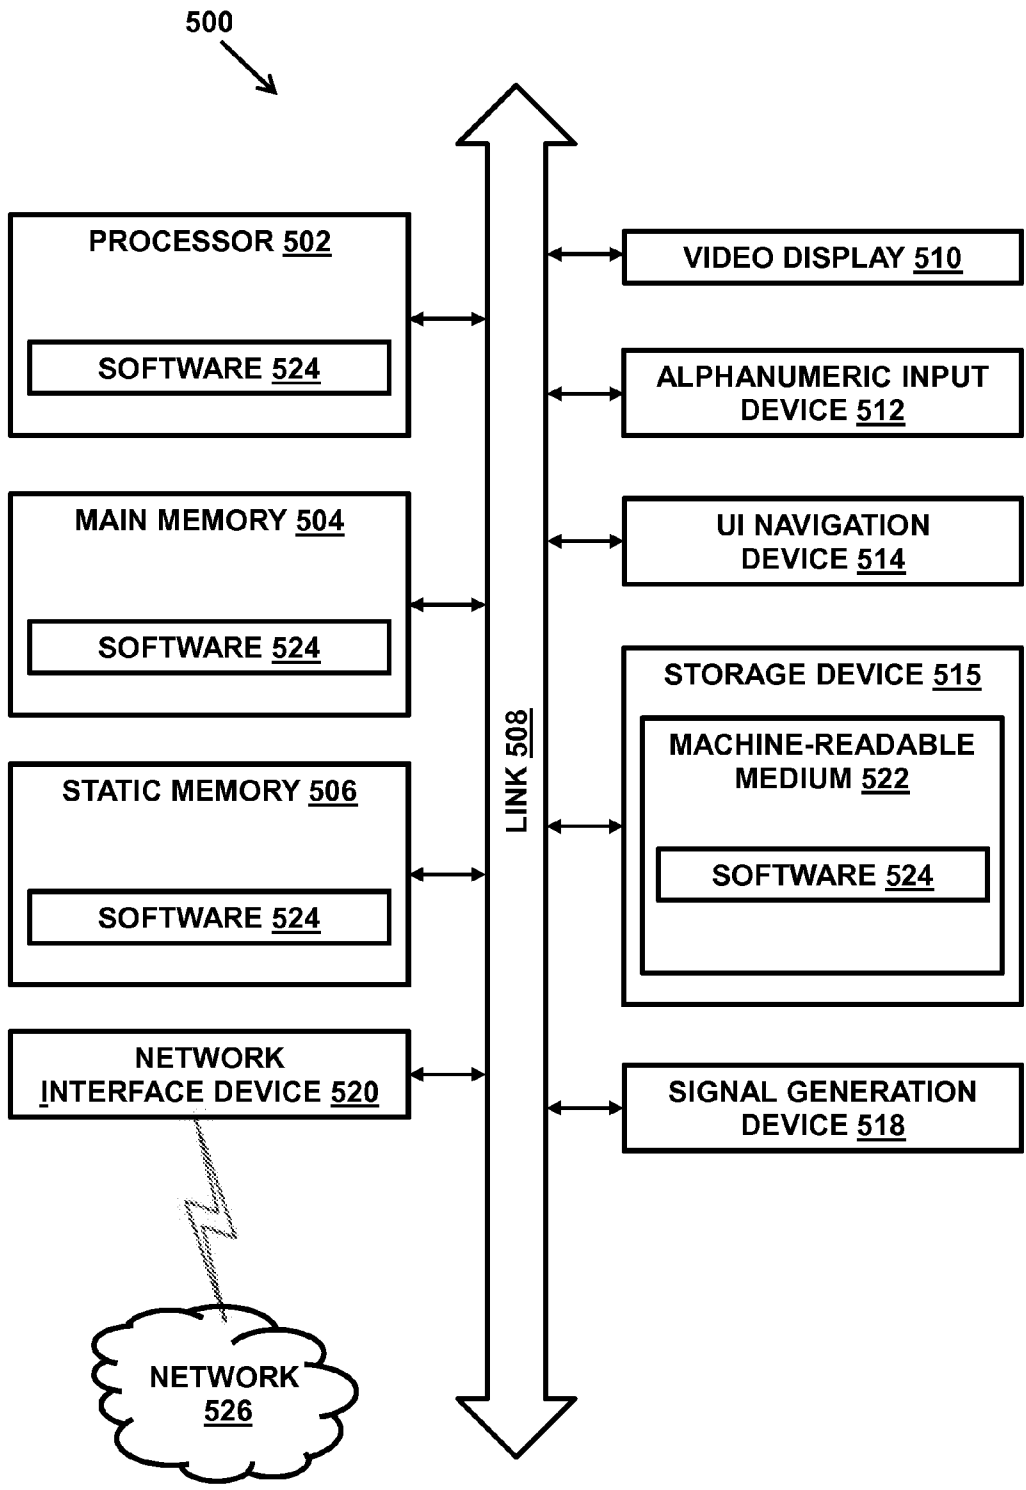 500
PROCESSOR 502
SOFTWARE 524
MAIN MEMORY 504
SOFTWARE 524
STATIC MEMORY 506
SOFTWARE 524
NETWORK
INTERFACE DEVICE 520
NETWORK
526
LINK 508
VIDEO DISPLAY 510
ALPHANUMERIC INPUT
DEVICE 512
UI NAVIGATION
DEVICE 514
STORAGE DEVICE 515
MACHINE-READABLE
MEDIUM 522
SOFTWARE 524
SIGNAL GENERATION
DEVICE 518